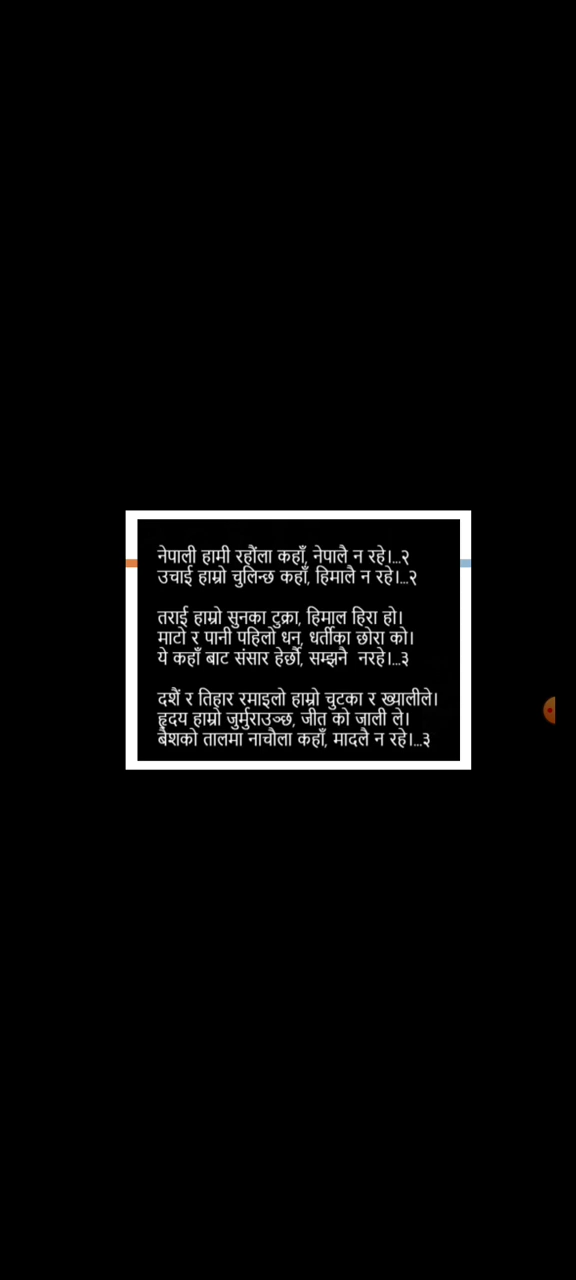 नेपाली हामी रहौंला कहाँ, नेपालै न रहे।...२
उचाई हाम्रो चुलिन्छ कहाँ, हिमालै न रहे।...२
तराई हाम्रो सुनका टुक्रा, हिमाल हिरा हो।
माटो र पानी पहिलो धन, धर्तीका छोरा को।
ये कहाँ बाट संसार हेर्छौ, सम्झनै नरहे।...३
दशैं र तिहार रमाइलो हाम्रो चुटका र ख्यालीले।
हृदय हाम्रो जुर्मुराउञ्छ, जीत को जाली ले।
बैशको तालमा नाचौला कहाँ, मादलै न रहे।...३